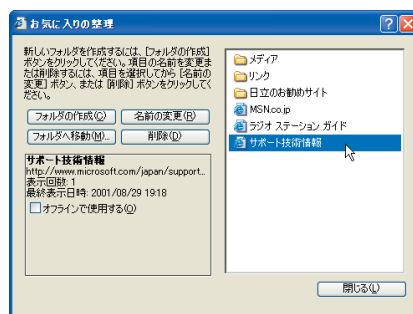 お気に入りの整理
新しいフォルダを作成するには、[フォルダの作成]
ボタンをクリックしてください。項目の名前を変更ま
たは削除するには、項目を選択してから [名前の
変更] ボタン、または [削除] ボタンをクリックしてく
ださい。
フォルダの作成(C)
名前の変更(R)
フォルダへ移動(M)...
削除(D)
サポート技術情報
http://www.microsoft.com/japan/support...
表示回数: 1
最終表示日時: 2001/08/29 19:18
オフラインで使用する(O)
メディア
リンク
日立のお勧めサイト
MSN.co.jp
ラジオ ステーション ガイド
サポート技術情報
閉じる(L)